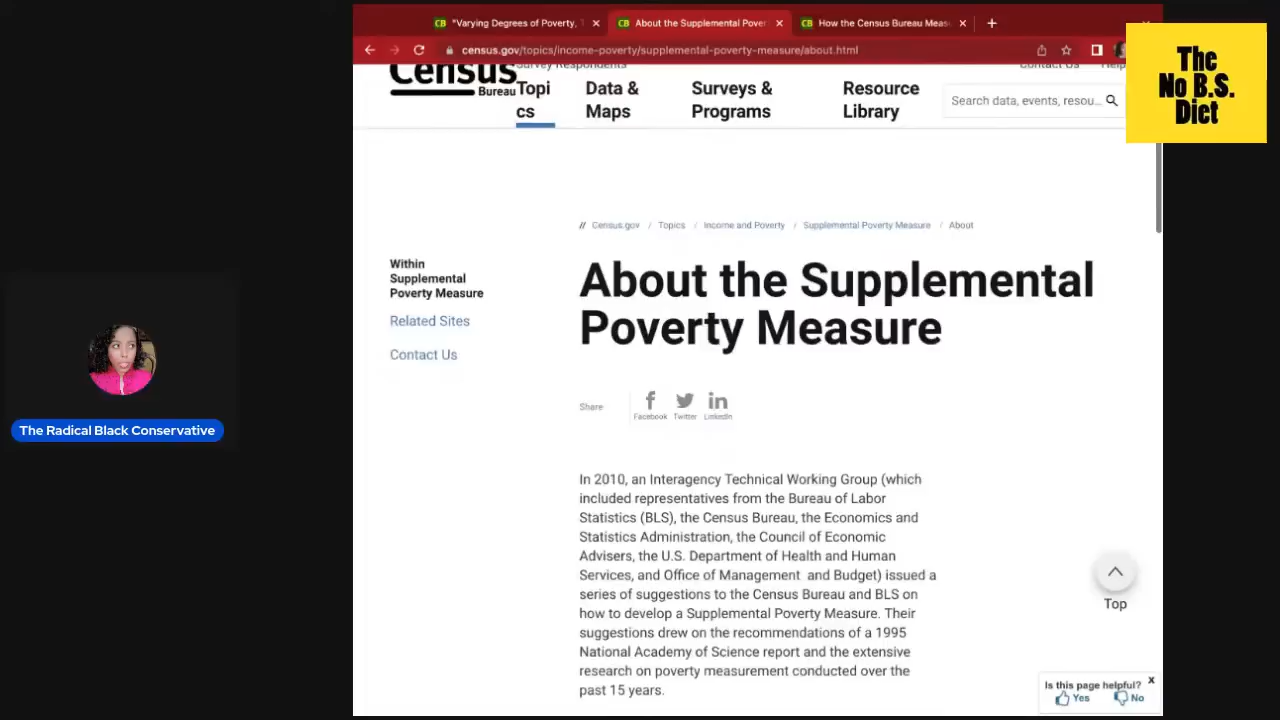 "Varying Degrees of Poverty,
About the Supplemental Pover
How the Census Bureau Meas
census.gov/topics/income-poverty/supplemental-poverty-measure/about.html
The
No B.S.
Diet
Survey Respondents
Contact Us
Help
Census
Bureau
Topi
cs
Data &
Maps
Surveys &
Programs
Resource
Library
Search data, events, resou...
// Census.gov / Topics / Income and Poverty / Supplemental Poverty Measure / About
Within
Supplemental
Poverty Measure
Related Sites
Contact Us
About the Supplemental
Poverty Measure
Share
Facebook
Twitter
LinkedIn
The Radical Black Conservative
In 2010, an Interagency Technical Working Group (which
included representatives from the Bureau of Labor
Statistics (BLS), the Census Bureau, the Economics and
Statistics Administration, the Council of Economic
Advisers, the U.S. Department of Health and Human
Services, and Office of Management and Budget) issued a
series of suggestions to the Census Bureau and BLS on
how to develop a Supplemental Poverty Measure. Their
suggestions drew on the recommendations of a 1995
National Academy of Science report and the extensive
research on poverty measurement conducted over the
past 15 years.
Top
Is this page helpful?
Yes
No